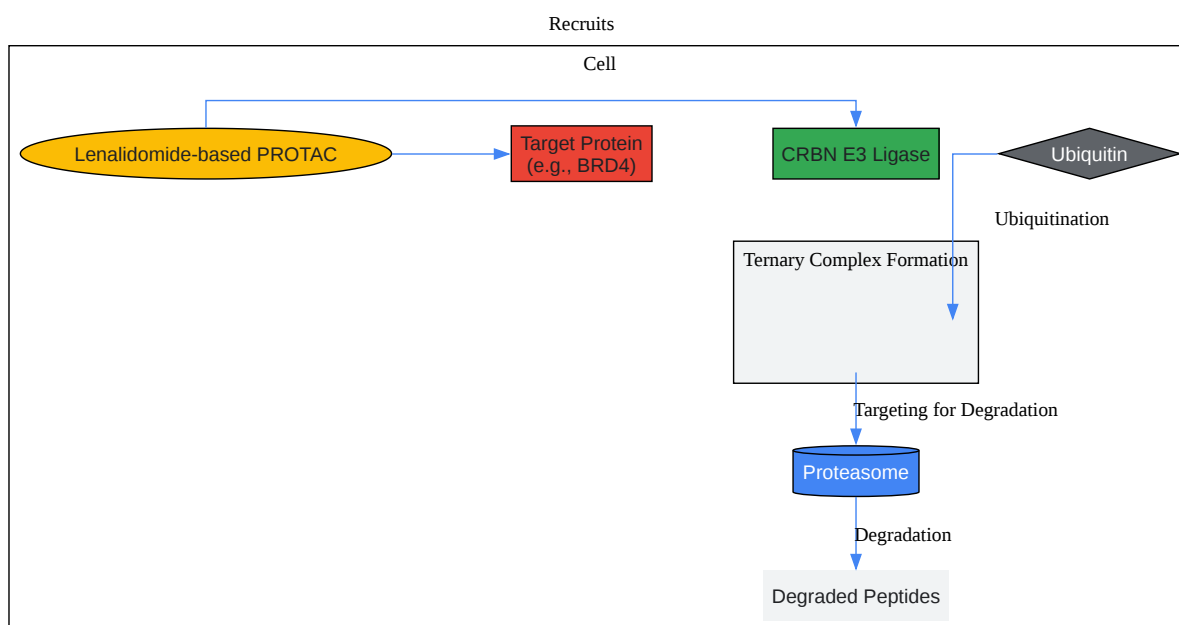 Recruits
Cell
Lenalidomide-based PROTAC
Target Protein
(e.g., BRD4)
CRBN E3 Ligase
Ubiquitin
Ubiquitination
Ternary Complex Formation
Targeting for Degradation
Proteasome
Degradation
Degraded Peptides